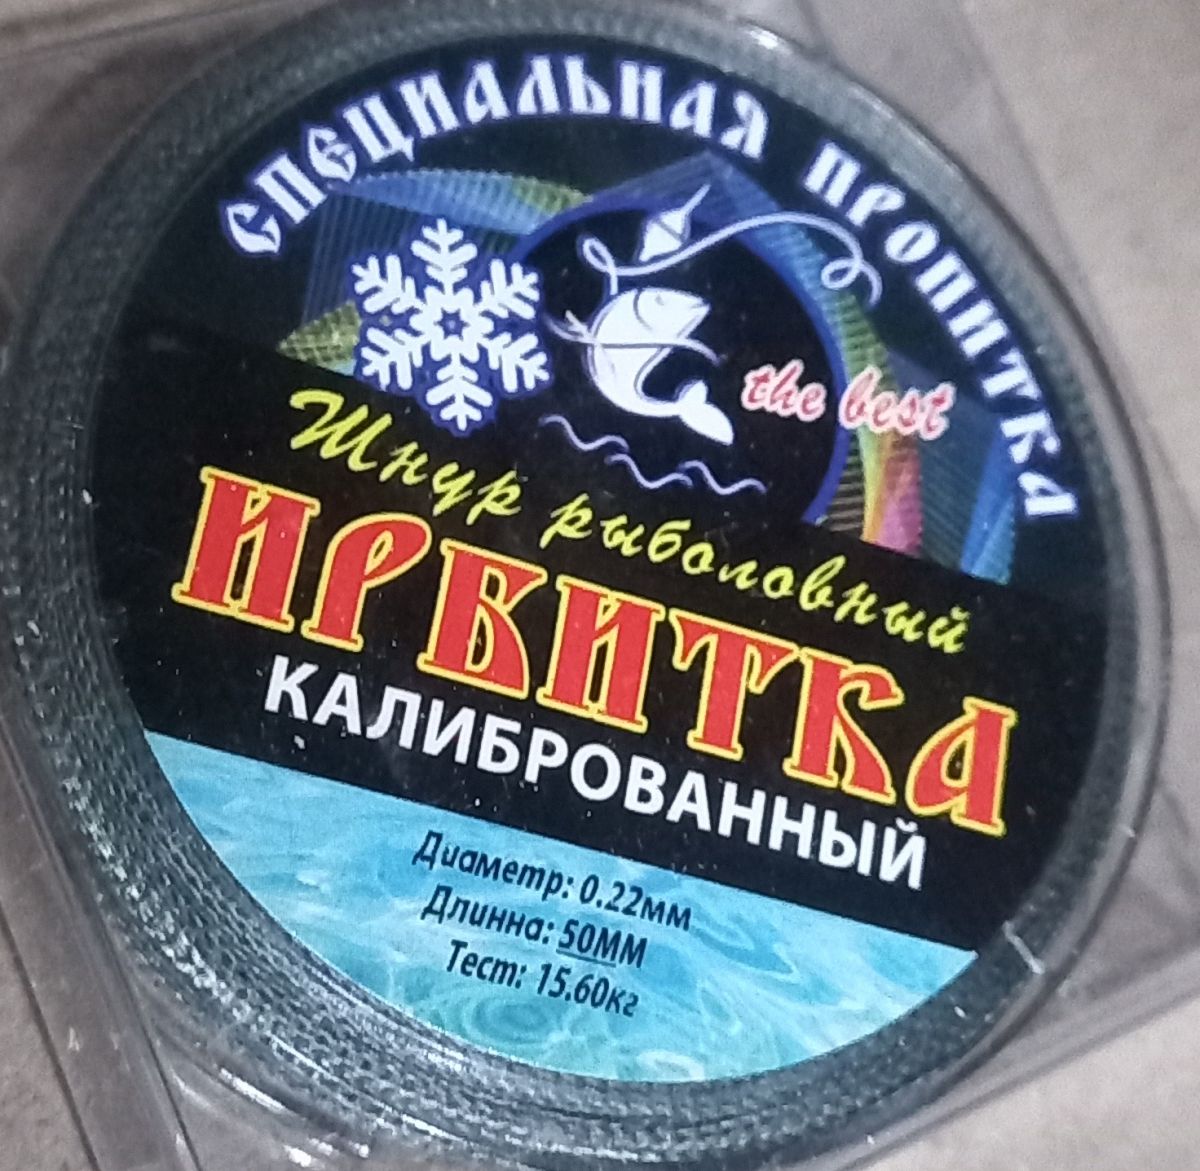 СПЕЦИАЛЬНАЯ ПРОПИТКА
the best
Шнур рыболовный
ИРБИТКА
КАЛИБРОВАННЫЙ
Диаметр: 0.22мм
Длинна: 50ММ
Тест: 15.60кг